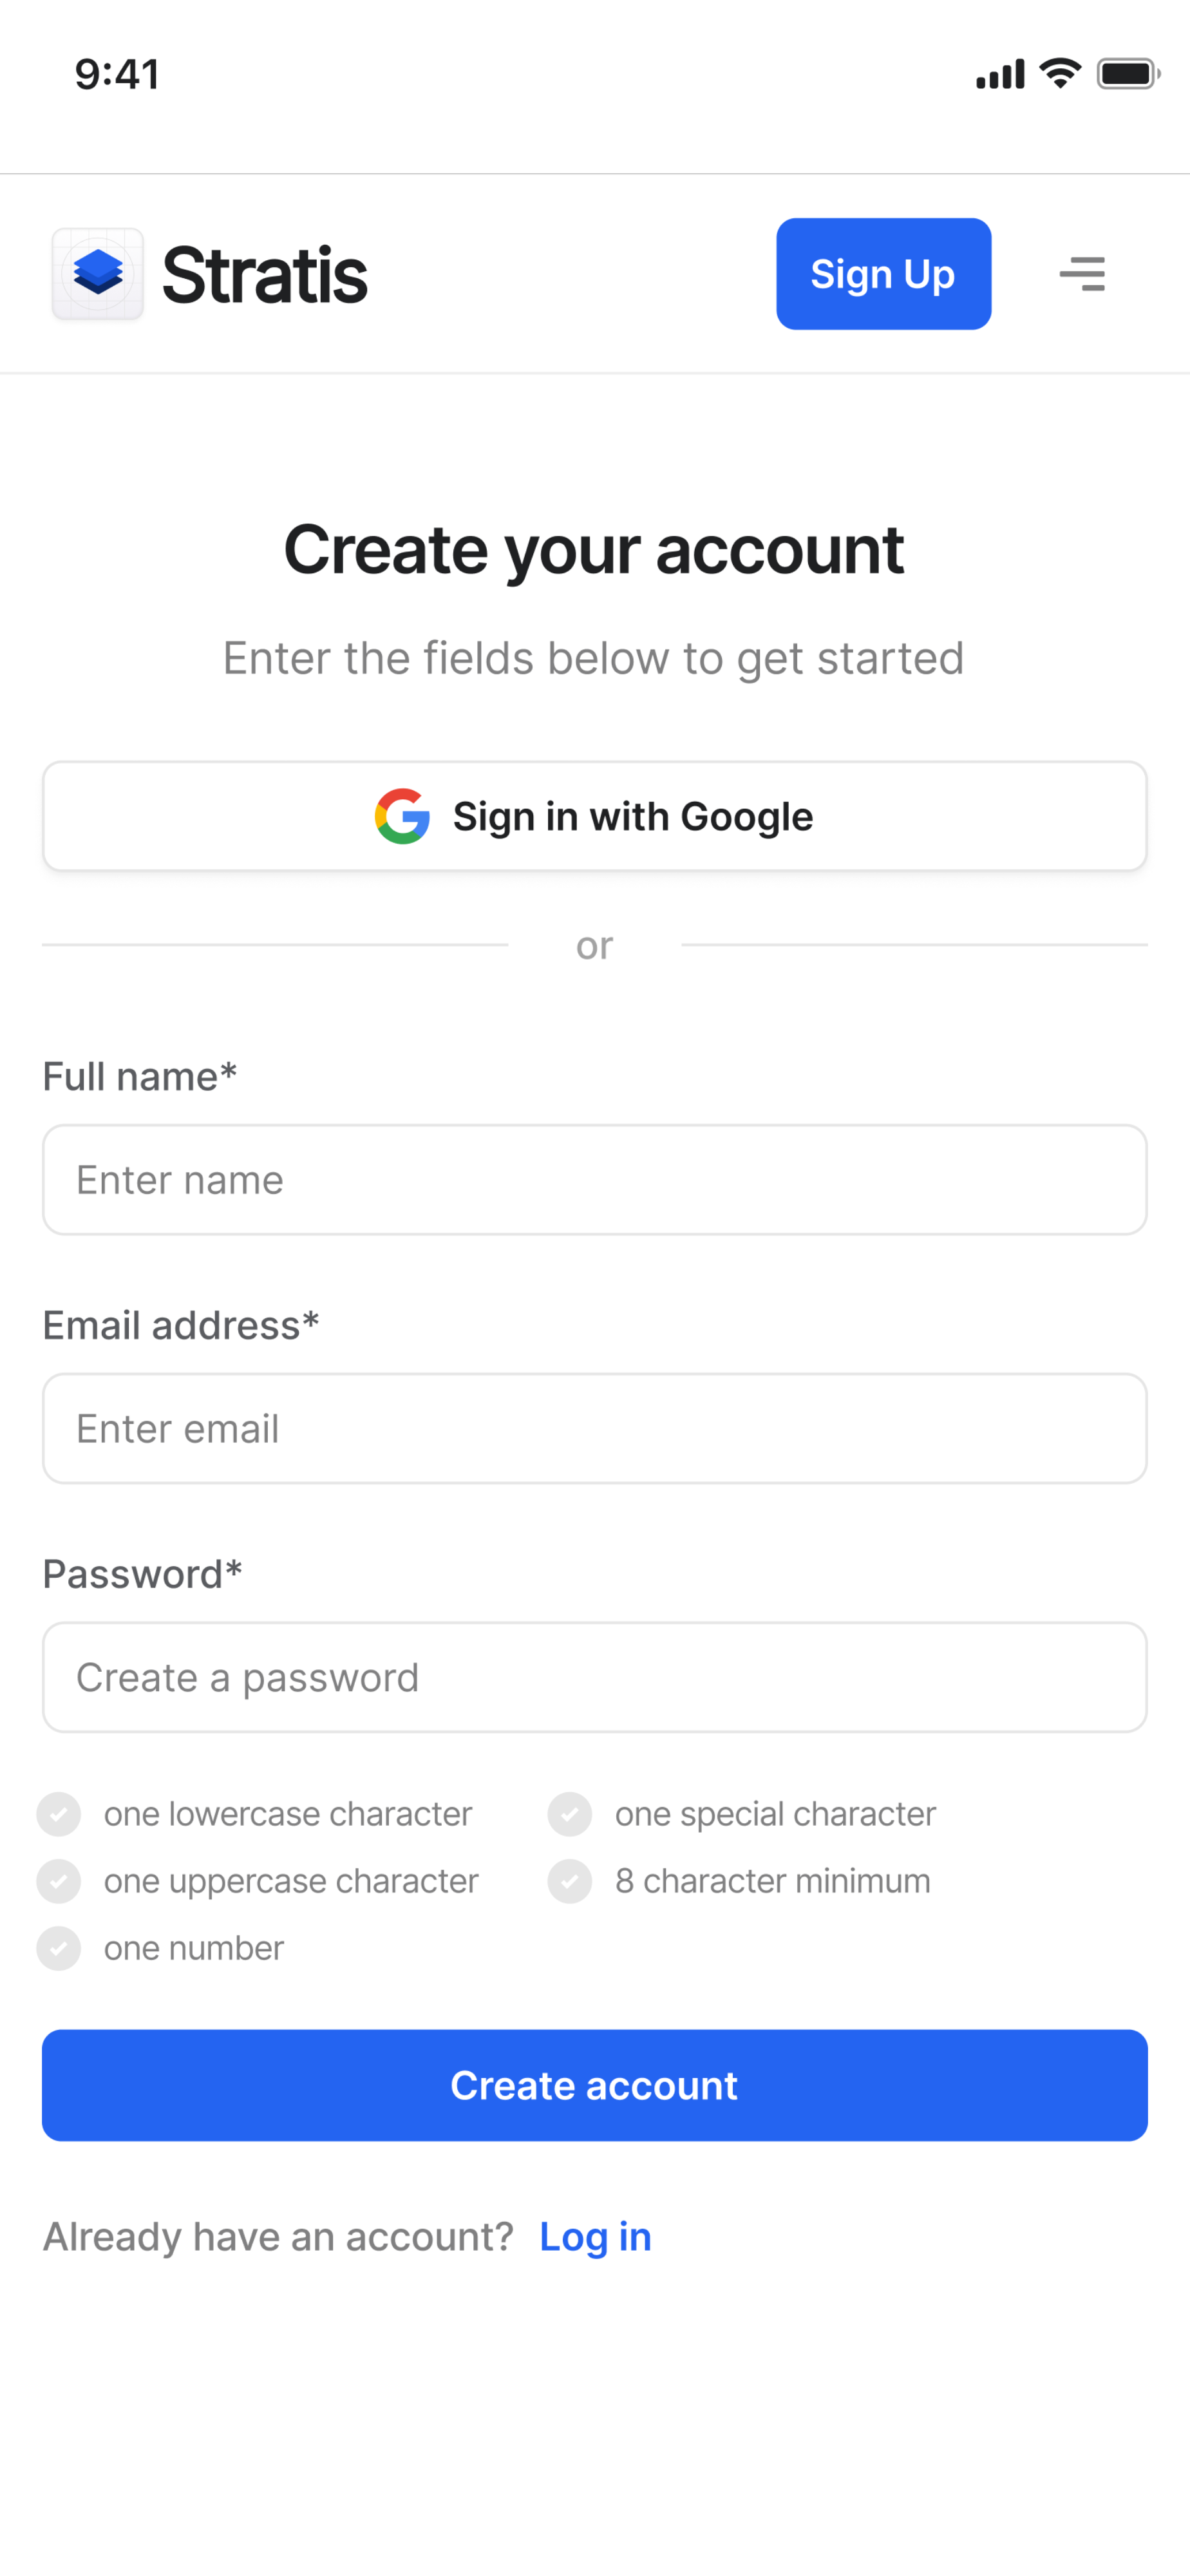 9:41
Stratis
Sign Up
Create your account
Enter the fields below to get started
Sign in with Google
or
Full name*
Enter name
Email address*
Enter email
Password*
Create a password
one lowercase character
one special character
one uppercase character
8 character minimum
one number
Create account
Already have an account? Log in